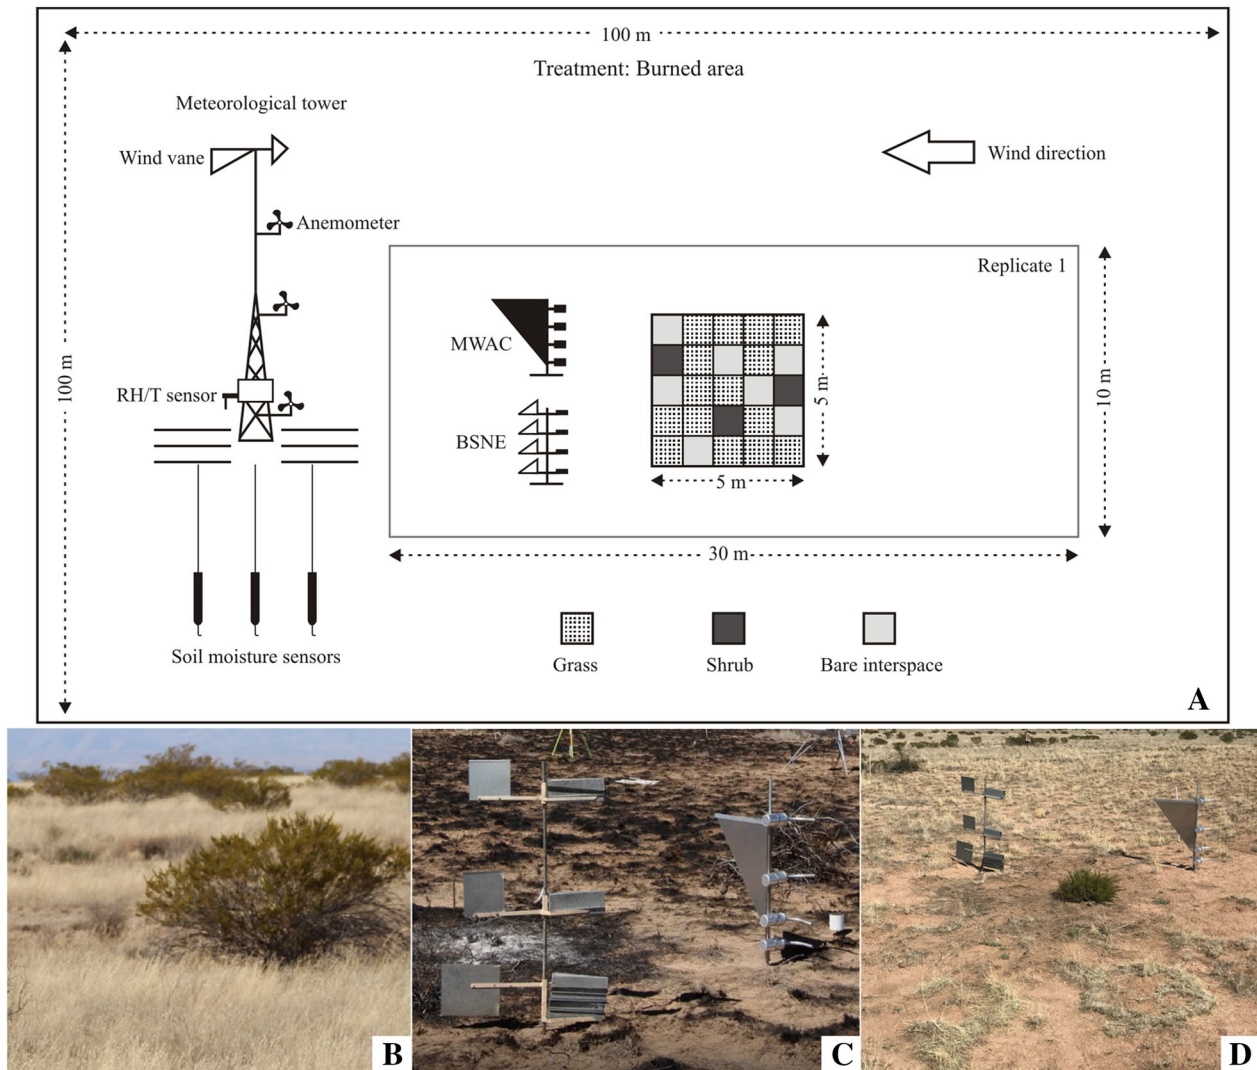 100 m
Treatment: Burned area
Meteorological tower
Wind vane
Wind direction
Anemometer
Replicate 1
MWAC
100 m
RH/T sensor
5 m
10 m
BSNE
5 m
30 m
Soil moisture sensors
Grass
Shrub
Bare interspace
A
B
C
D